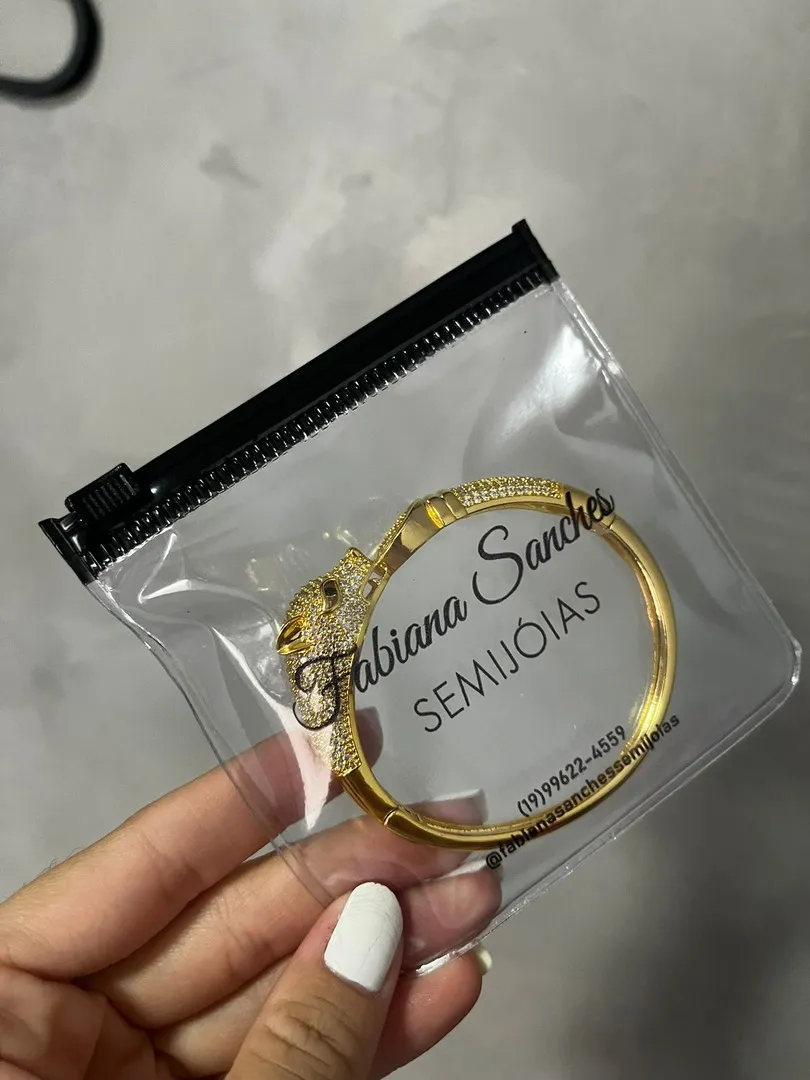 Fabiana Sanches
SEMIJÓIAS
(19)99622-4559
@fabianasanchessemijoias